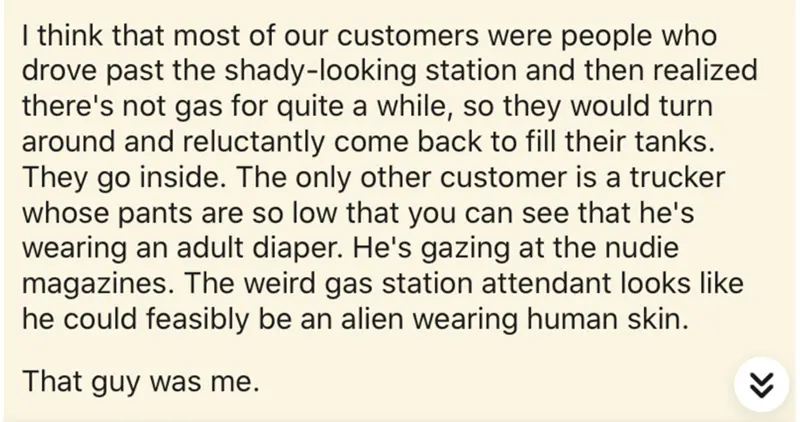 I think that most of our customers were people who
drove past the shady-looking station and then realized
there's not gas for quite a while, so they would turn
around and reluctantly come back to fill their tanks.
They go inside. The only other customer is a trucker
whose pants are so low that you can see that he's
wearing an adult diaper. He's gazing at the nudie
magazines. The weird gas station attendant looks like
he could feasibly be an alien wearing human skin.
That guy was me.